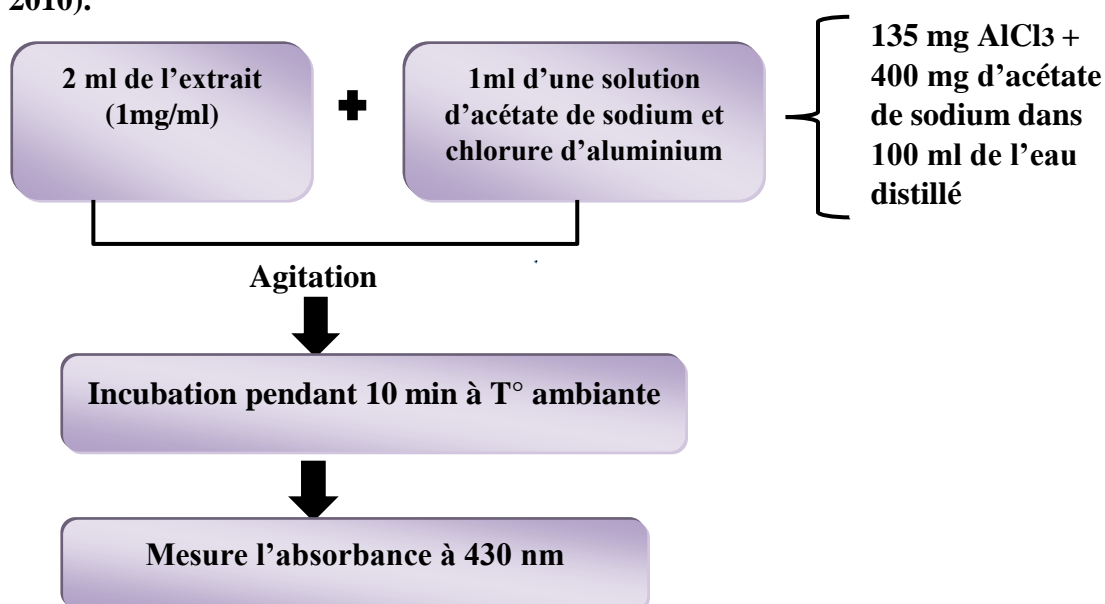 2010).
2 ml de l’extrait
(1mg/ml)
1ml d’une solution
d’acétate de sodium et
chlorure d’aluminium
135 mg AlCl3 +
400 mg d’acétate
de sodium dans
100 ml de l’eau
distillé
Agitation
Incubation pendant 10 min à T° ambiante
Mesure l’absorbance à 430 nm